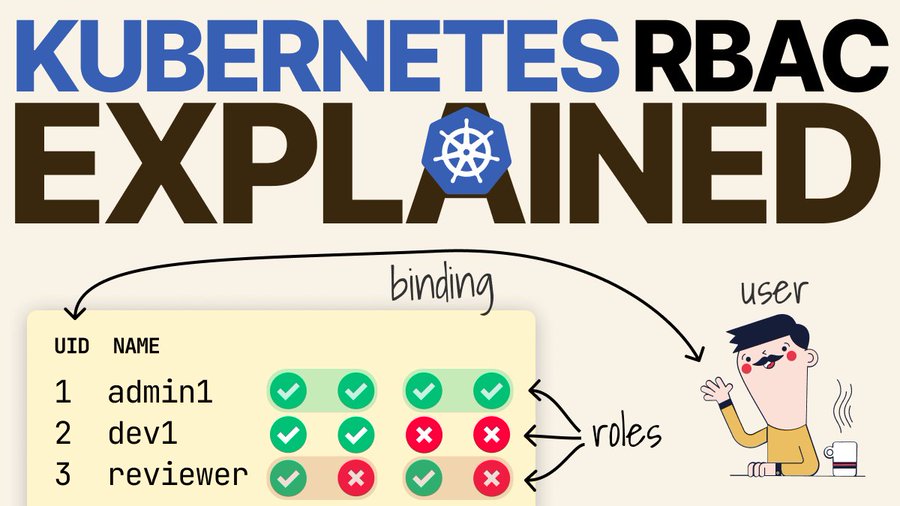 KUBERNETES RBAC
EXPLAINED
binding
user
UID NAME
1 admin1
2 dev1
roles
3 reviewer